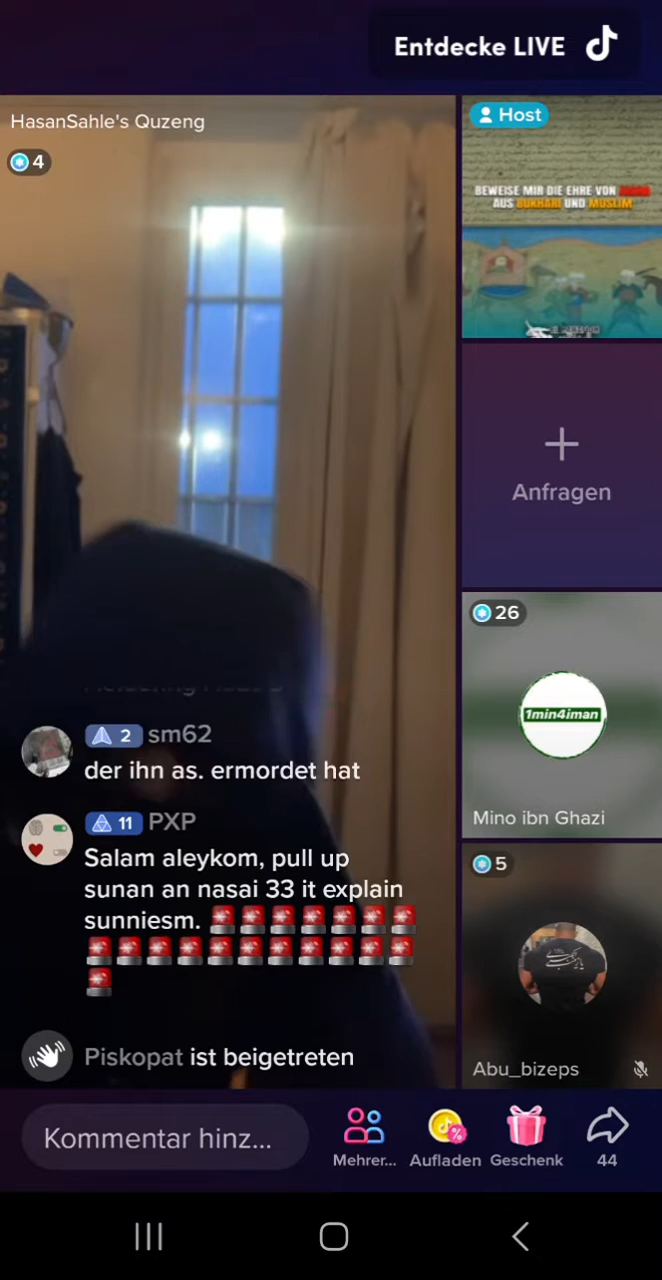 Entdecke LIVE
HasanSahle's Quzeng
4
Host
BEWEISE MIR DIE EHRE VON
AUS BUKHARI UND MUSLIM
Anfragen
26
1min4iman
Mino ibn Ghazi
5
Abu_bizeps
2 sm62
der ihn as. ermordet hat
11 PXP
Salam aleykom, pull up
sunan an nasai 33 it explain
sunniesm.
Piskopat ist beigetreten
Kommentar hinz...
Mehrer...
Aufladen
Geschenk
44